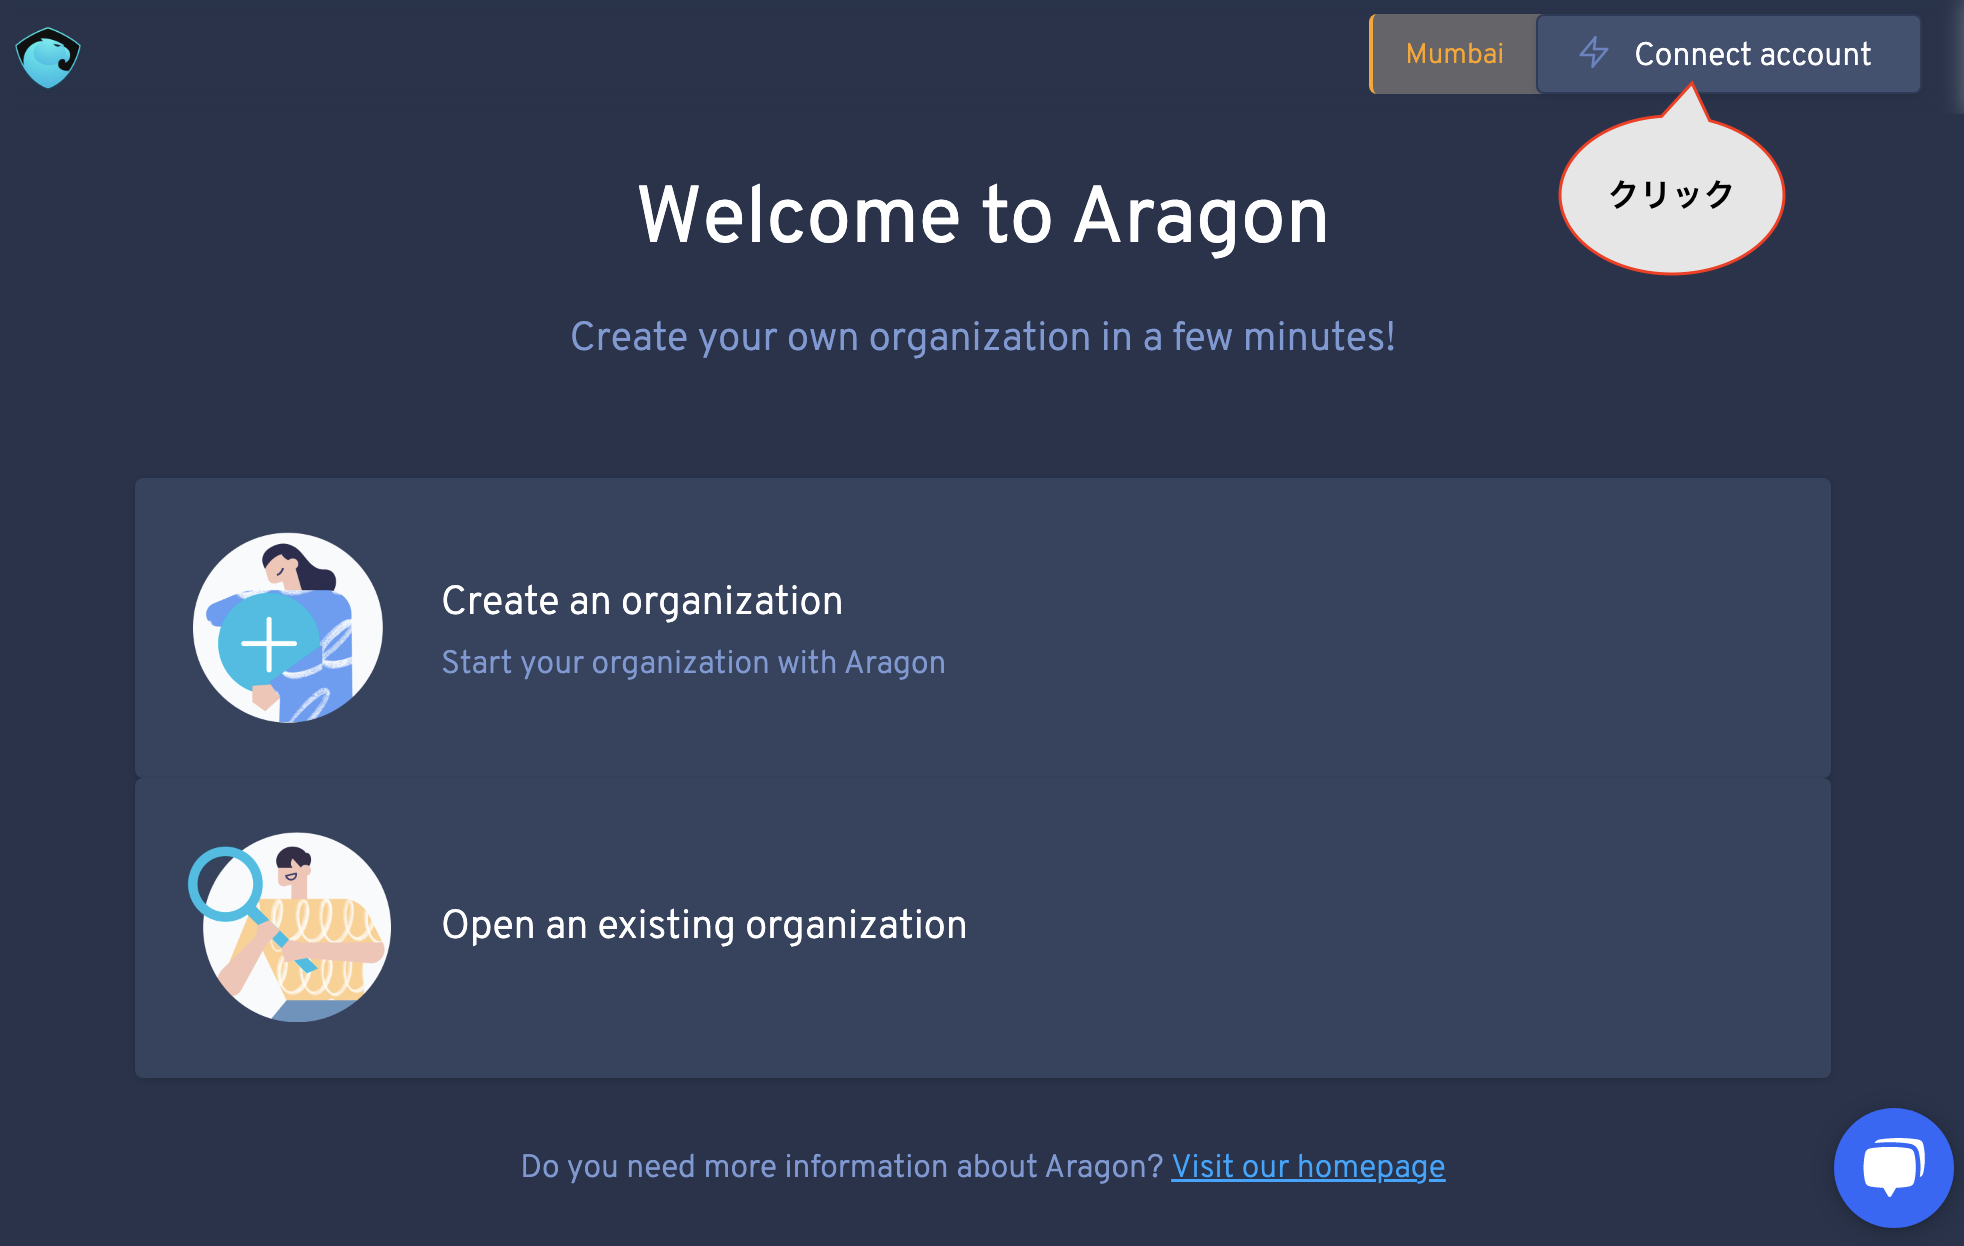 Mumbai
Connect account
クリック
Welcome to Aragon
Create your own organization in a few minutes!
Create an organization
Start your organization with Aragon
Open an existing organization
Do you need more information about Aragon? Visit our homepage